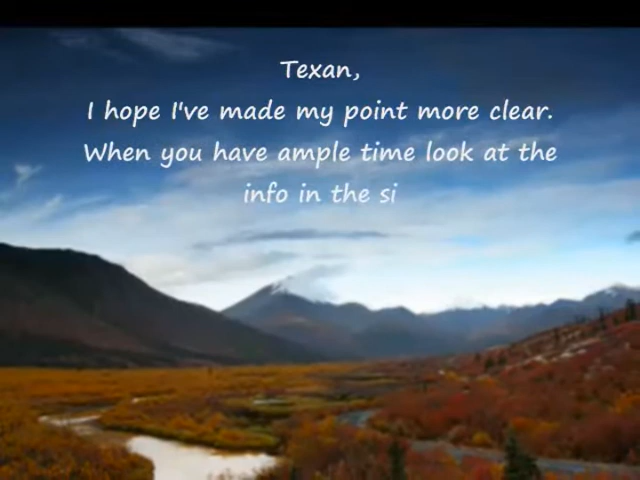 Texan,
I hope I've made my point more clear.
When you have ample time look at the
info in the si